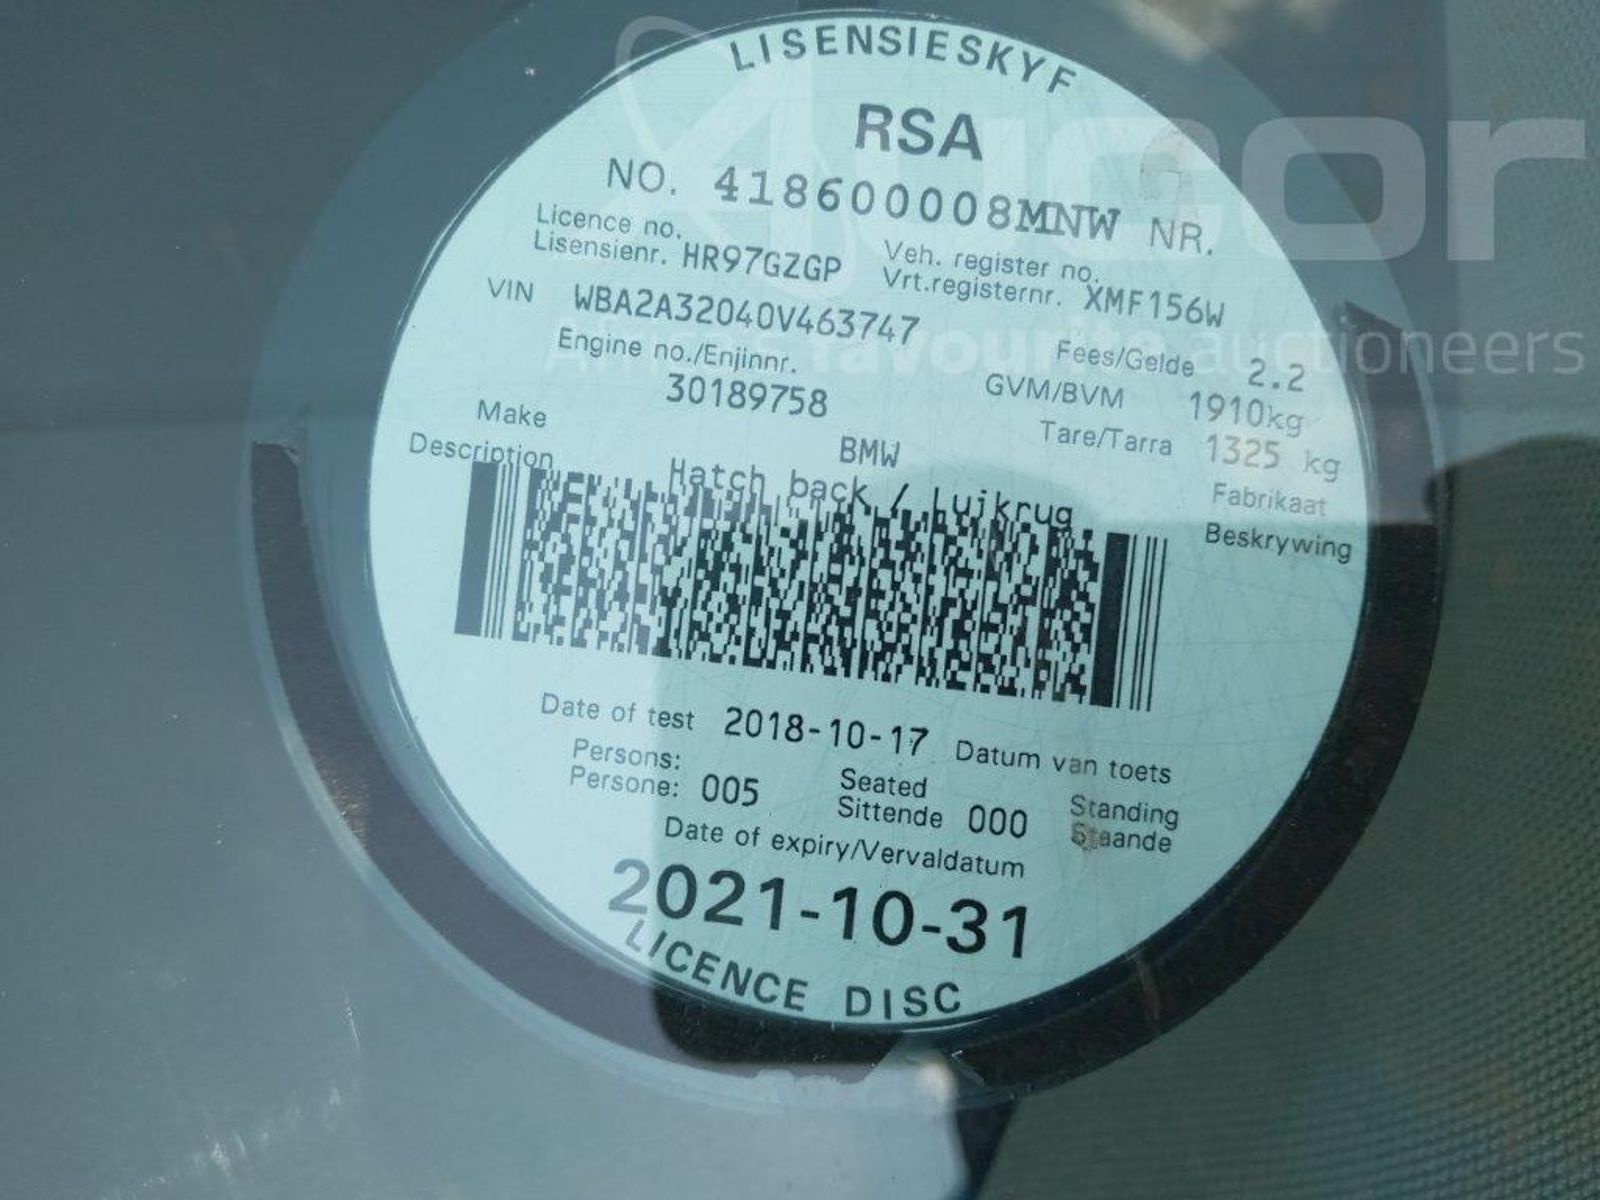 LISENSIESKYF
RSA
NO. 418600008MNW NR.
Licence no. Veh. register no.
Lisensienr. HR97GZGP Vrt.registernr. XMF156W
VIN WBA2A32040V463747
Engine no./Enjinnr. Fees/Gelde 2.2
30189758 GVM/BVM 1910kg
Make BMW Tare/Tarra 1325 kg
Description Hatch back / Luikrug Fabrikaat
Beskrywing
Date of test 2018-10-17 Datum van toets
Persons: Seated Standing
Persone: 005 Sittende 000 Staande
Date of expiry/Vervaldatum
2021-10-31
LICENCE DISC
Aucor
favourite auctioneers